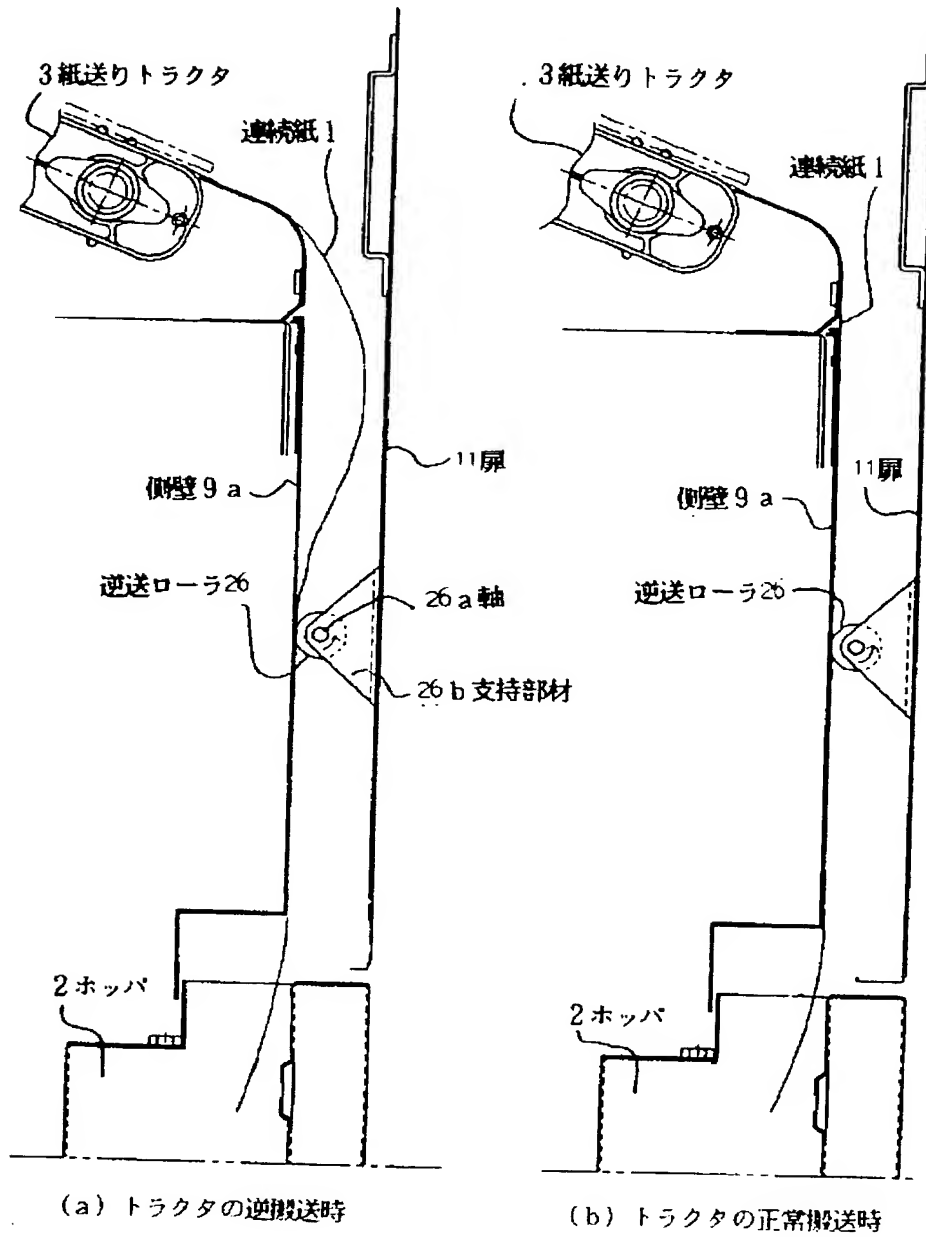 3紙送りトラクタ
連続紙1
11扉
側壁9a
逆送ローラ26
26a軸
26b支持部材
2ホッパ
(a) トラクタの逆搬送時
3紙送りトラクタ
連続紙1
11扉
側壁9a
逆送ローラ26
2ホッパ
(b) トラクタの正常搬送時